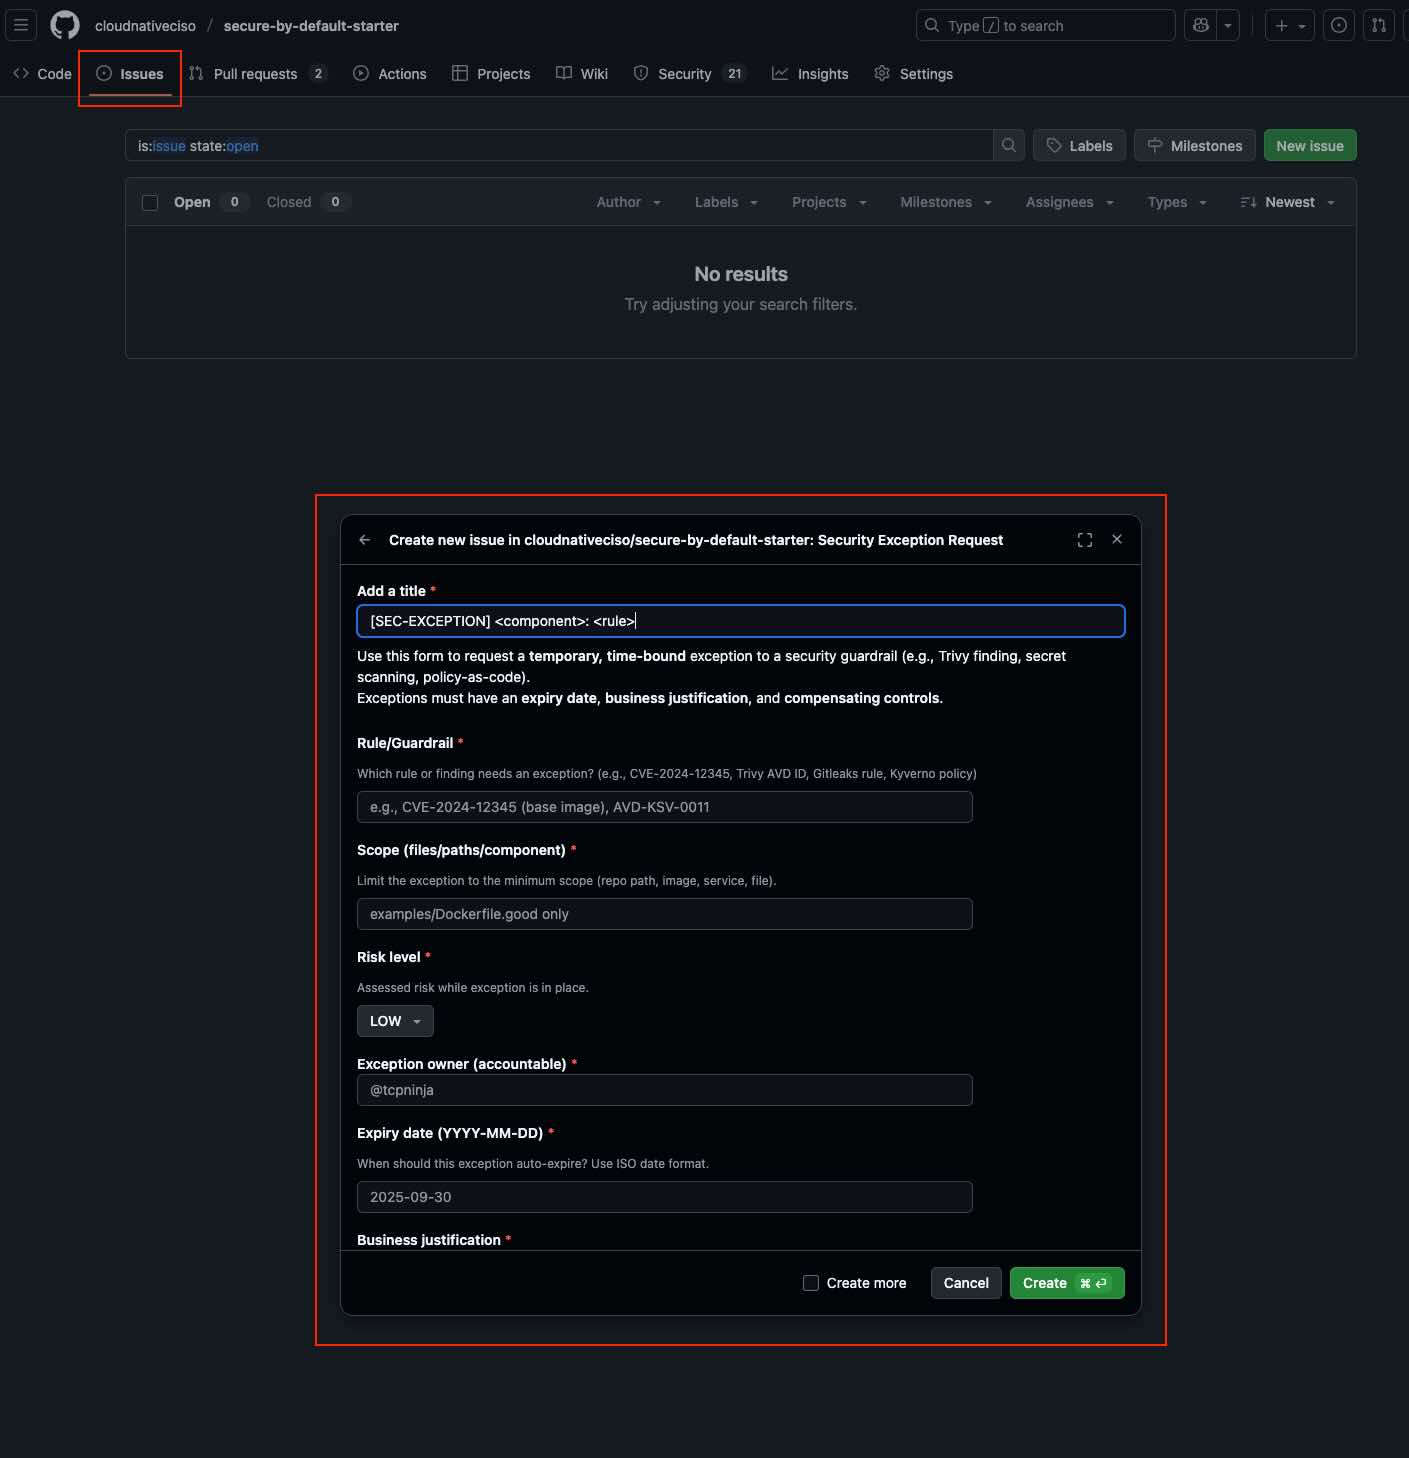 cloudnativeciso / secure-by-default-starter
Type / to search
Code
Issues
Pull requests 2
Actions
Projects
Wiki
Security 21
Insights
Settings
is:issue state:open
Labels
Milestones
New issue
Open 0
Closed 0
Author
Labels
Projects
Milestones
Assignees
Types
Newest
No results
Try adjusting your search filters.
Create new issue in cloudnativeciso/secure-by-default-starter: Security Exception Request
Add a title *
[SEC-EXCEPTION] <component>: <rule>
Use this form to request a temporary, time-bound exception to a security guardrail (e.g., Trivy finding, secret
scanning, policy-as-code).
Exceptions must have an expiry date, business justification, and compensating controls.
Rule/Guardrail *
Which rule or finding needs an exception? (e.g., CVE-2024-12345, Trivy AVD ID, Gitleaks rule, Kyverno policy)
e.g., CVE-2024-12345 (base image), AVD-KSV-0011
Scope (files/paths/component) *
Limit the exception to the minimum scope (repo path, image, service, file).
examples/Dockerfile.good only
Risk level *
Assessed risk while exception is in place.
LOW
Exception owner (accountable) *
@tcpninja
Expiry date (YYYY-MM-DD) *
When should this exception auto-expire? Use ISO date format.
2025-09-30
Business justification *
Create more
Cancel
Create ⌘ ⏎